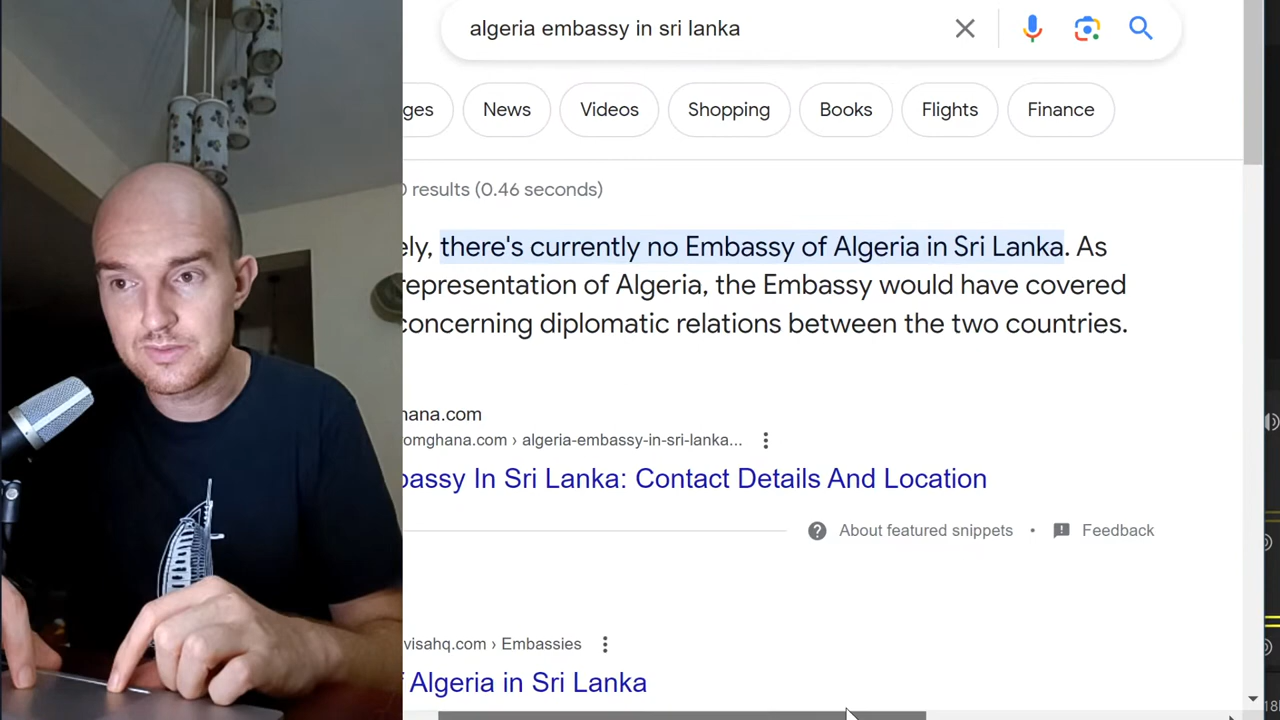 algeria embassy in sri lanka
ges News Videos Shopping Books Flights Finance
0 results (0.46 seconds)
ely, there's currently no Embassy of Algeria in Sri Lanka. As
representation of Algeria, the Embassy would have covered
concerning diplomatic relations between the two countries.
hana.com
omghana.com › algeria-embassy-in-sri-lanka...
bassy In Sri Lanka: Contact Details And Location
About featured snippets • Feedback
visahq.com › Embassies
f Algeria in Sri Lanka